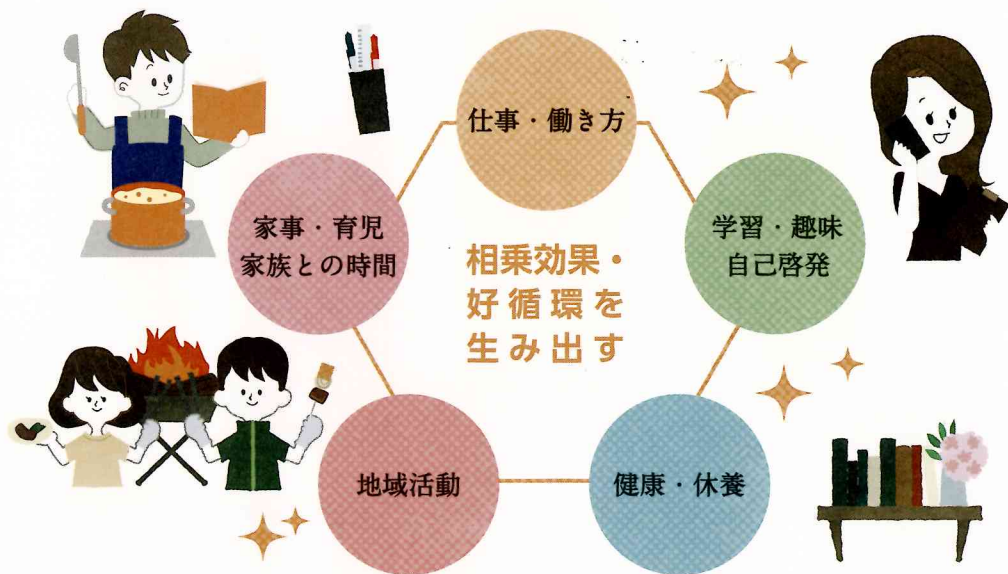 仕事・働き方
家事・育児
家族との時間
学習・趣味
自己啓発
相乗効果・
好循環を
生み出す
地域活動
健康・休養